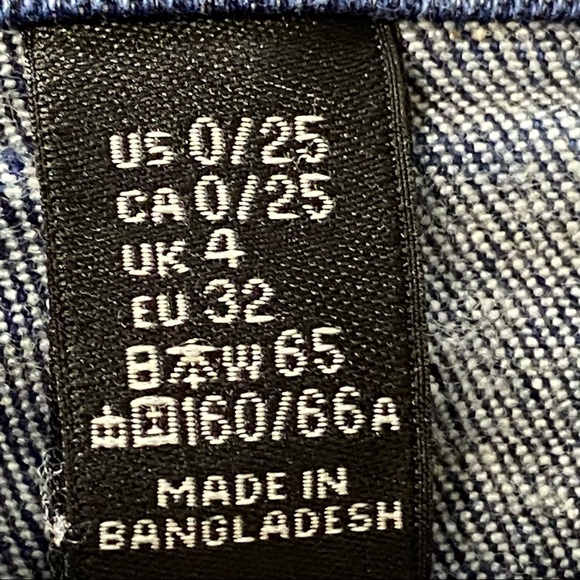 US 0/25
CA 0/25
UK 4
EU 32
日本W 65
中国160/66A
MADE IN
BANGLADESH